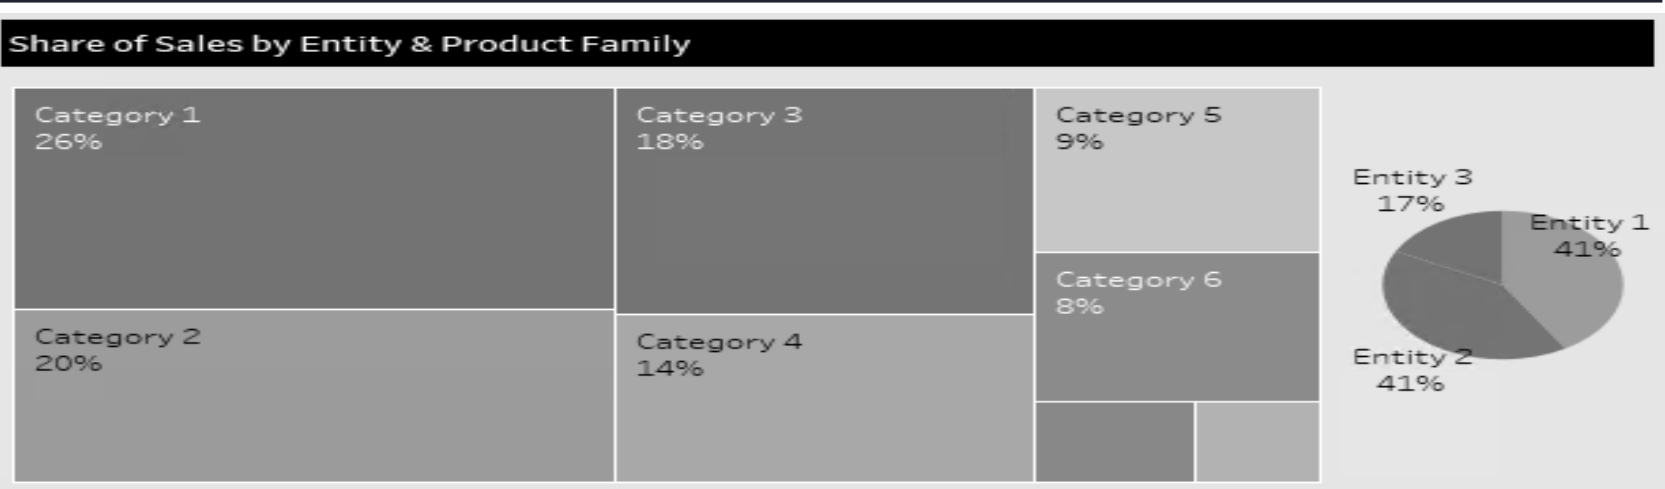 Share of Sales by Entity & Product Family
Category 1
26%
Category 2
20%
Category 3
18%
Category 4
14%
Category 5
9%
Category 6
8%
Entity 3
17%
Entity 1
41%
Entity 2
41%